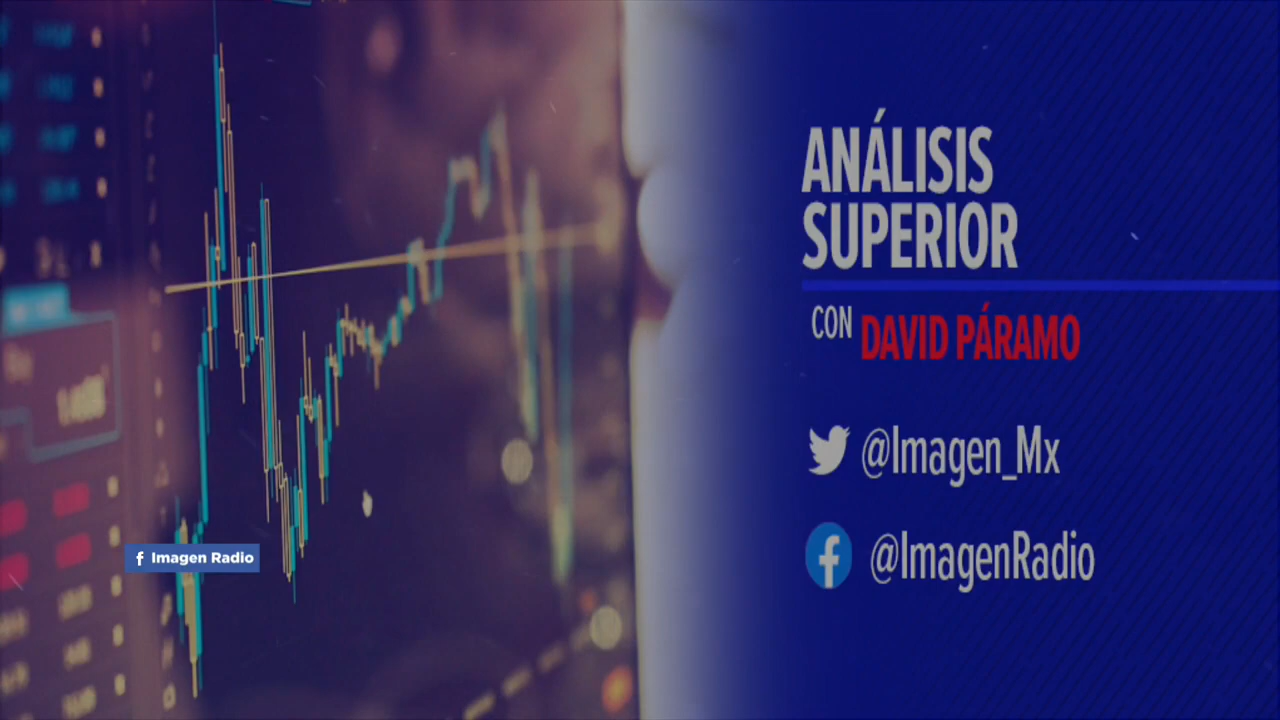 ANÁLISIS
SUPERIOR
CON DAVID PÁRAMO
@Imagen_Mx
@ImagenRadio
Imagen Radio